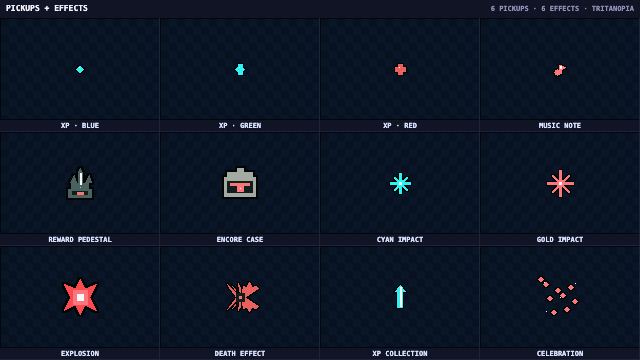 PICKUPS + EFFECTS
6 PICKUPS · 6 EFFECTS · TRITANOPIA
XP · BLUE
XP · GREEN
XP · RED
MUSIC NOTE
REWARD PEDESTAL
ENCORE CASE
CYAN IMPACT
GOLD IMPACT
EXPLOSION
DEATH EFFECT
XP COLLECTION
CELEBRATION